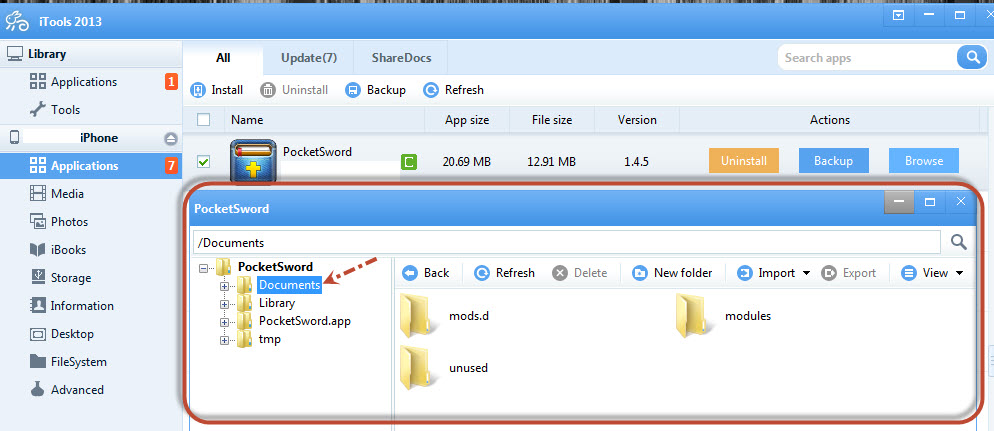 iTools 2013
Library
Applications 1
Tools
iPhone
Applications 7
Media
Photos
iBooks
Storage
Information
Desktop
FileSystem
Advanced
All Update(7) ShareDocs
Search apps
Install Uninstall Backup Refresh
Name App size File size Version Actions
PocketSword C 20.69 MB 12.91 MB 1.4.5 Uninstall Backup Browse
PocketSword
/Documents
PocketSword
Documents
Library
PocketSword.app
tmp
Back Refresh Delete New folder Import Export View
mods.d modules
unused